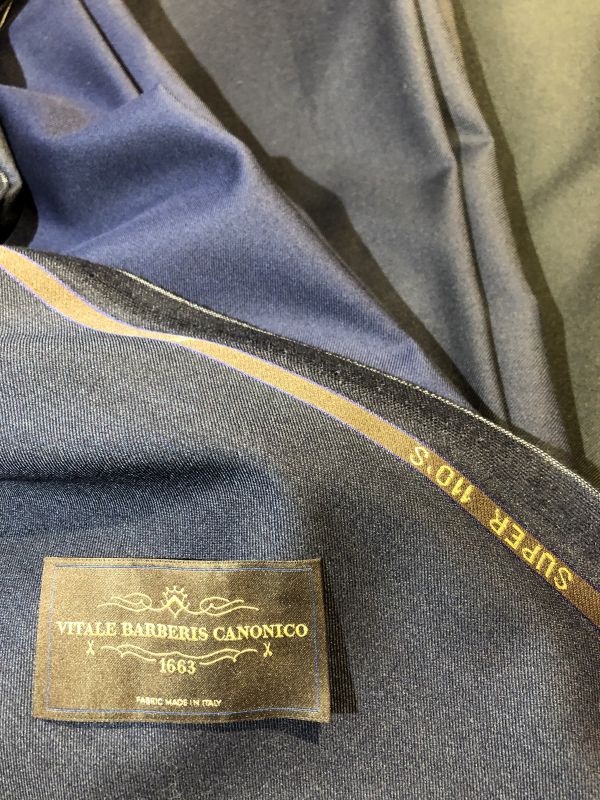 SUPER 110'S
VITALE BARBERIS CANONICO
1663
FABRIC MADE IN ITALY